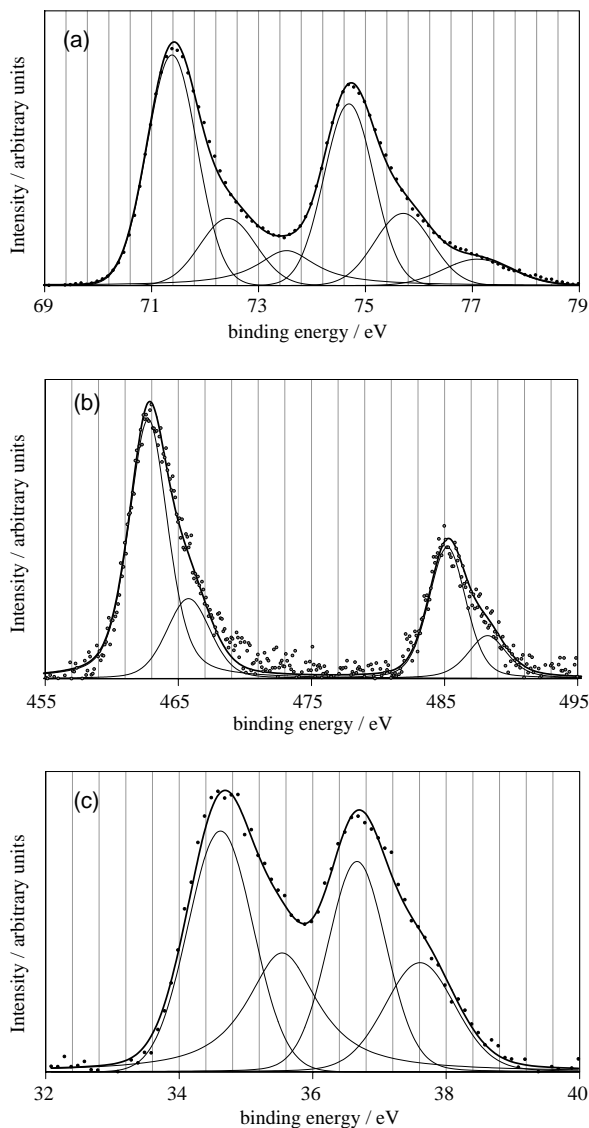 (a)
Intensity / arbitrary units
69 71 73 75 77 79
binding energy / eV
(b)
Intensity / arbitrary units
455 465 475 485 495
binding energy / eV
(c)
Intensity / arbitrary units
32 34 36 38 40
binding energy / eV